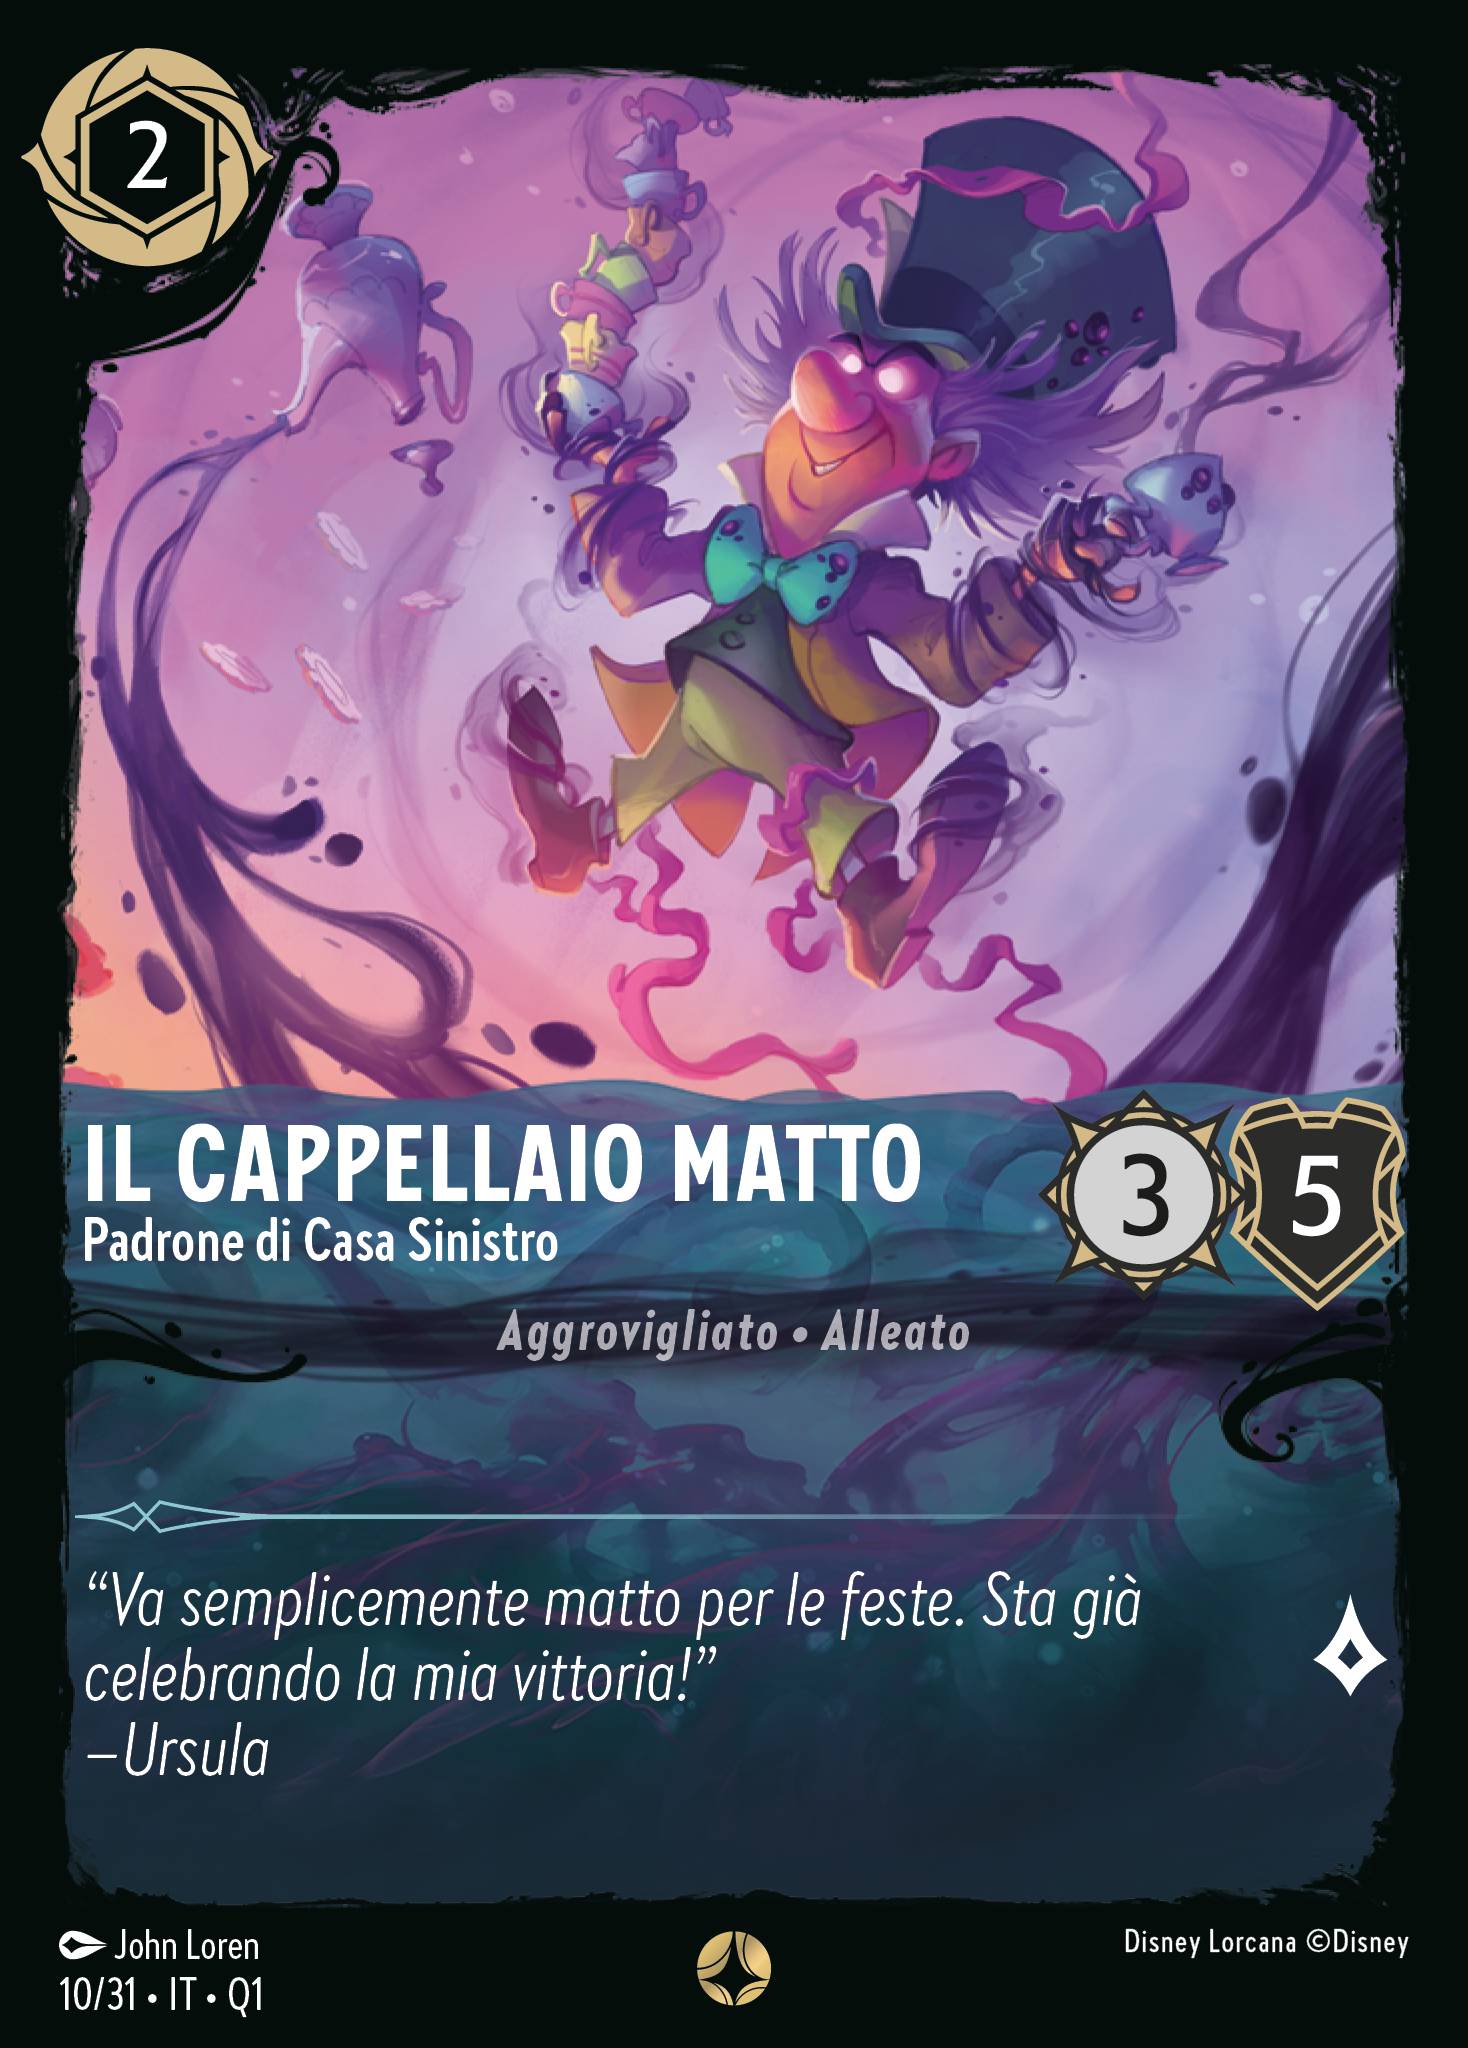 2
IL CAPPELLAIO MATTO
Padrone di Casa Sinistro
3
5
Aggrovigliato • Alleato
“Va semplicemente matto per le feste. Sta già
celebrando la mia vittoria!”
–Ursula
John Loren
Disney Lorcana ©Disney
10/31 • IT • Q1